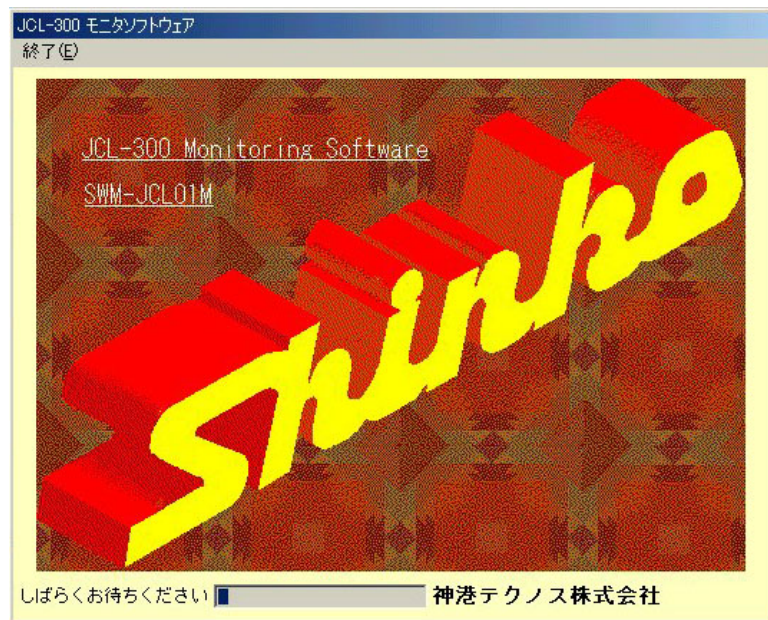 JCL-300 モニタソフトウェア
終了(E)
JCL-300 Monitoring Software
SWM-JCL01M
Shinko
しばらくお待ちください
神港テクノス株式会社